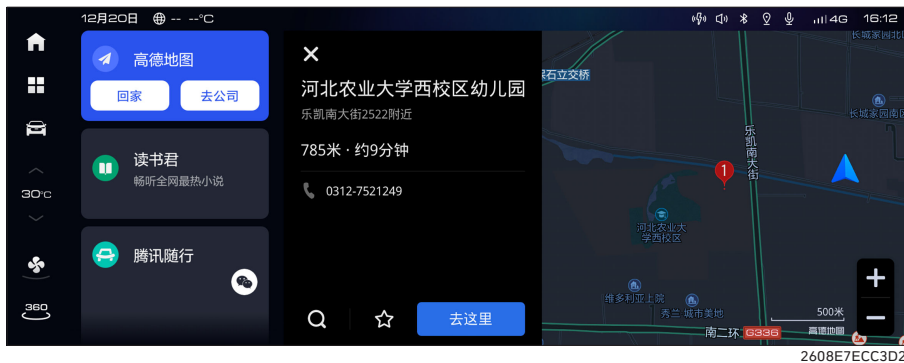 12月20日 -- --°C
4G 16:12
高德地图
回家 去公司
读书君
畅听全网最热小说
腾讯随行
30°C
360
河北农业大学西校区幼儿园
乐凯南大街2522附近
785米 · 约9分钟
0312-7521249
去这里
石立交桥
长城家园北
长城家园南区
乐凯南大街
1
河北农业大
学西校区
维多利亚上院
秀兰·城市美地
南二环 G336
500米
高德地图
2608E7ECC3D2